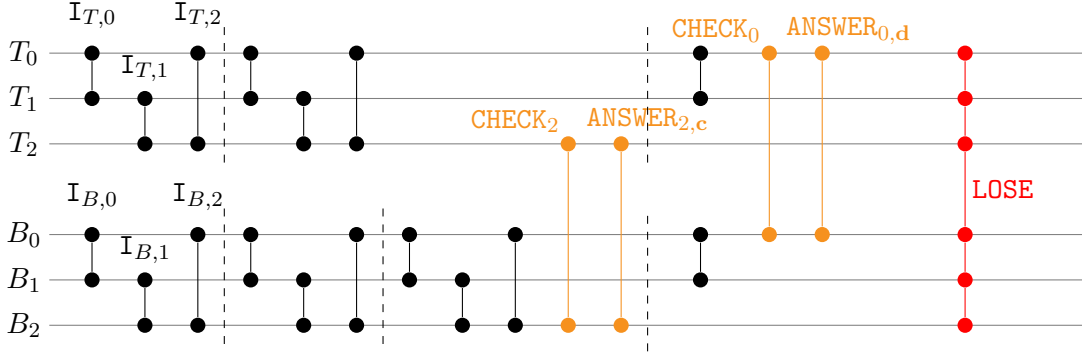 I_{T,0} I_{T,2}
CHECK_0 ANSWER_{0,d}
T_0
I_{T,1}
T_1
CHECK_2 ANSWER_{2,c}
T_2
I_{B,0} I_{B,2} LOSE
B_0
I_{B,1}
B_1
B_2